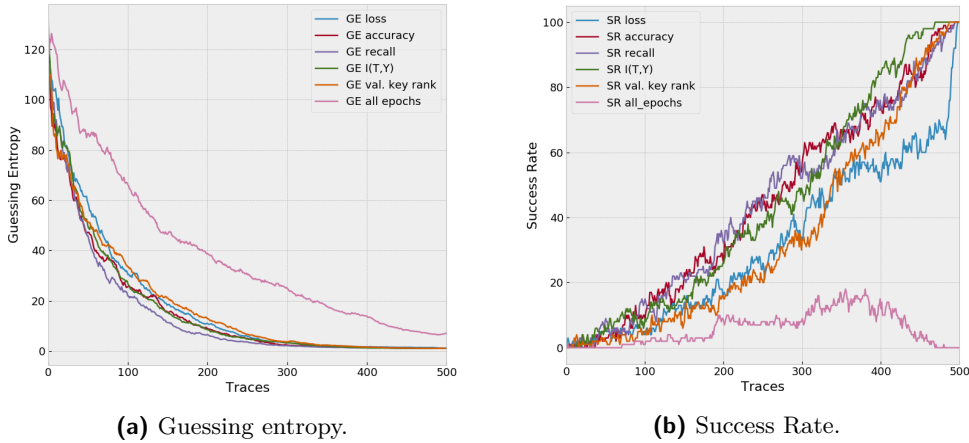 120
100
80
60
40
20
0
Guessing Entropy
GE loss
GE accuracy
GE recall
GE I(T,Y)
GE val. key rank
GE all epochs
0 100 200 300 400 500
Traces
(a) Guessing entropy.
100
80
60
40
20
0
Success Rate
SR loss
SR accuracy
SR recall
SR I(T,Y)
SR val. key rank
SR all_epochs
0 100 200 300 400 500
Traces
(b) Success Rate.